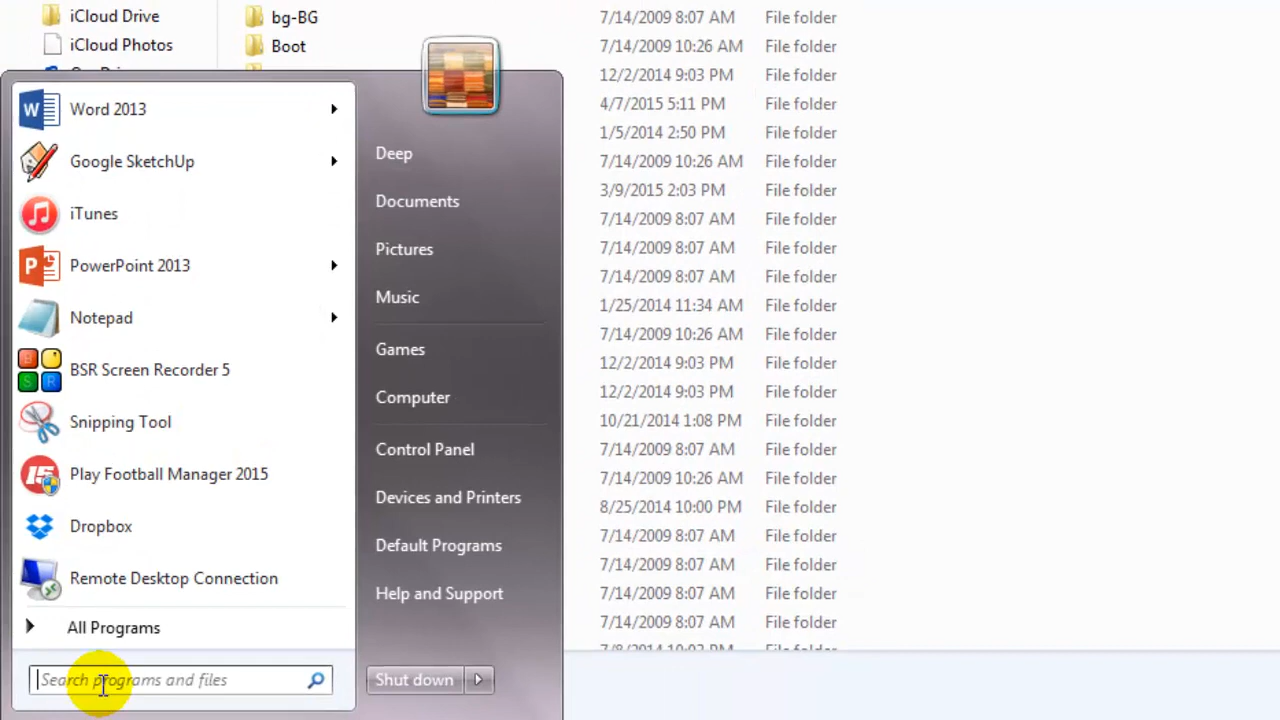 iCloud Drive
iCloud Photos
bg-BG
Boot
7/14/2009 8:07 AM File folder
7/14/2009 10:26 AM File folder
12/2/2014 9:03 PM File folder
4/7/2015 5:11 PM File folder
1/5/2014 2:50 PM File folder
7/14/2009 10:26 AM File folder
3/9/2015 2:03 PM File folder
7/14/2009 8:07 AM File folder
7/14/2009 8:07 AM File folder
7/14/2009 8:07 AM File folder
1/25/2014 11:34 AM File folder
7/14/2009 10:26 AM File folder
12/2/2014 9:03 PM File folder
12/2/2014 9:03 PM File folder
10/21/2014 1:08 PM File folder
7/14/2009 8:07 AM File folder
7/14/2009 10:26 AM File folder
8/25/2014 10:00 PM File folder
7/14/2009 8:07 AM File folder
7/14/2009 8:07 AM File folder
7/14/2009 8:07 AM File folder
7/14/2009 8:07 AM File folder
Word 2013
Google SketchUp
iTunes
PowerPoint 2013
Notepad
BSR Screen Recorder 5
Snipping Tool
Play Football Manager 2015
Dropbox
Remote Desktop Connection
All Programs
Search programs and files
Deep
Documents
Pictures
Music
Games
Computer
Control Panel
Devices and Printers
Default Programs
Help and Support
Shut down